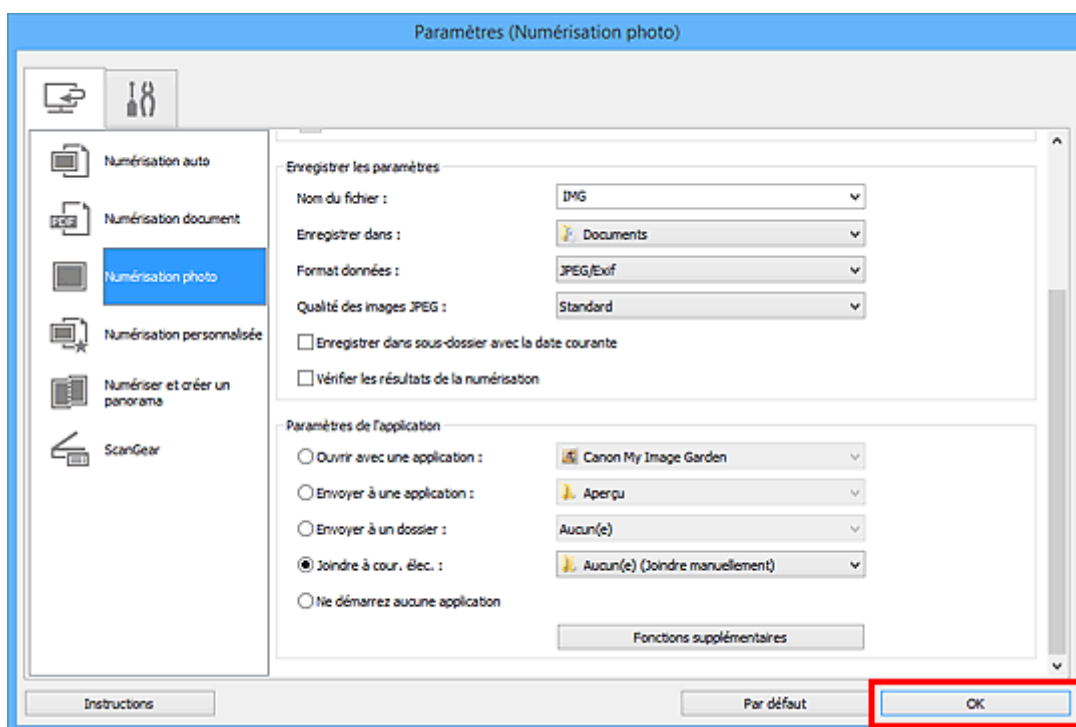 Paramètres (Numérisation photo)
Numérisation auto
PDF
Numérisation document
Numérisation photo
Numérisation personnalisée
Numériser et créer un
panorama
ScanGear
Enregistrer les paramètres
Nom du fichier : IMG
Enregistrer dans : Documents
Format données : JPEG/Exif
Qualité des images JPEG : Standard
Enregistrer dans sous-dossier avec la date courante
Vérifier les résultats de la numérisation
Paramètres de l'application
Ouvrir avec une application : Canon My Image Garden
Envoyer à une application : Aperçu
Envoyer à un dossier : Aucun(e)
Joindre à cour. élec. : Aucun(e) (Joindre manuellement)
Ne démarrez aucune application
Fonctions supplémentaires
Instructions Par défaut OK